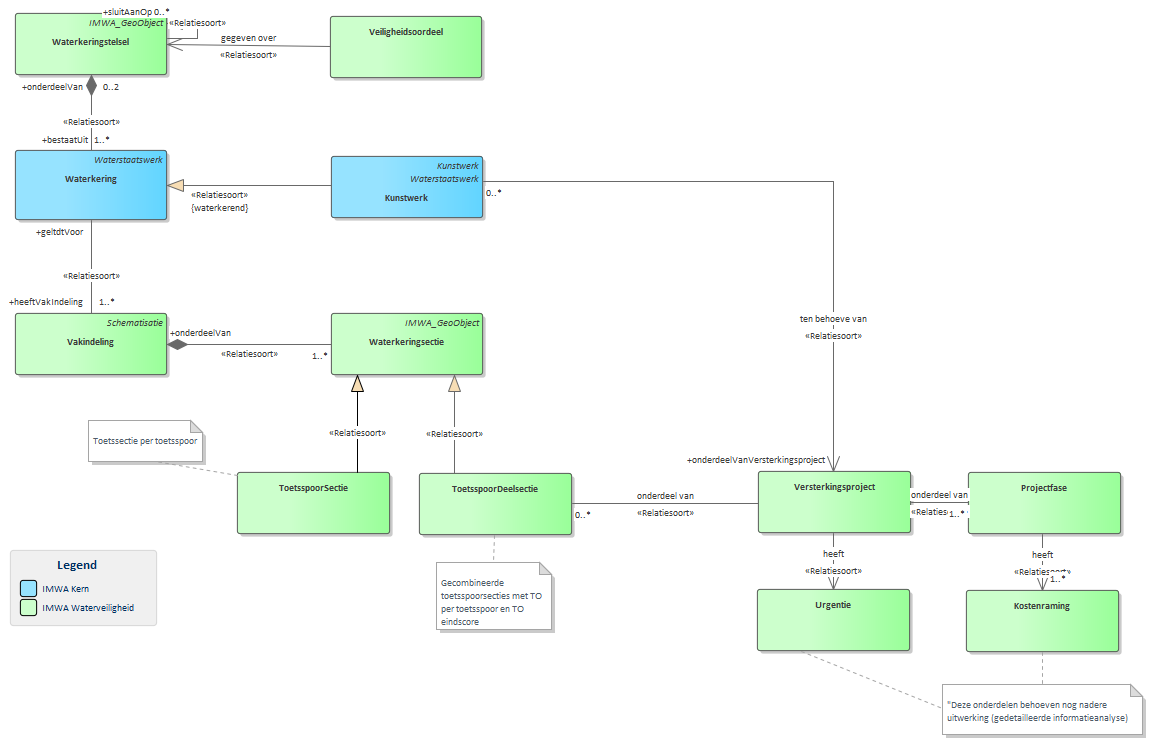 +sluitAanOp 0..*
IMWA_GeoObject
«Relatiesoort»
Waterkeringstelsel
gegeven over
«Relatiesoort»
Veiligheidsoordeel
+onderdeelVan
0..2
«Relatiesoort»
+bestaatUit
1..*
Waterstaatswerk
Waterkering
«Relatiesoort»
{waterkerend}
Kunstwerk
Waterstaatswerk
Kunstwerk
0..*
+geltdtVoor
«Relatiesoort»
+heeftVakIndeling
1..*
ten behoeve van
«Relatiesoort»
Schematisatie
Vakindeling
+onderdeelVan
«Relatiesoort»
1..*
IMWA_GeoObject
Waterkeringsectie
«Relatiesoort»
«Relatiesoort»
Toetssectie per toetsspoor
+onderdeelVanVersterkingsproject
ToetsspoorSectie
ToetsspoorDeelsectie
0..*
onderdeel van
«Relatiesoort»
Versterkingsproject
onderdeel van
«Relaties
1..*
Projectfase
heeft
«Relatiesoort»
heeft
«Relatiesoort»
1..*
Gecombineerde
toetsspoorsecties met TO
per toetsspoor en TO
eindscore
Legend
IMWA Kern
IMWA Waterveiligheid
Urgentie
Kostenraming
*Deze onderdelen behoeven nog nadere
uitwerking (gedetailleerde informatieanalyse)